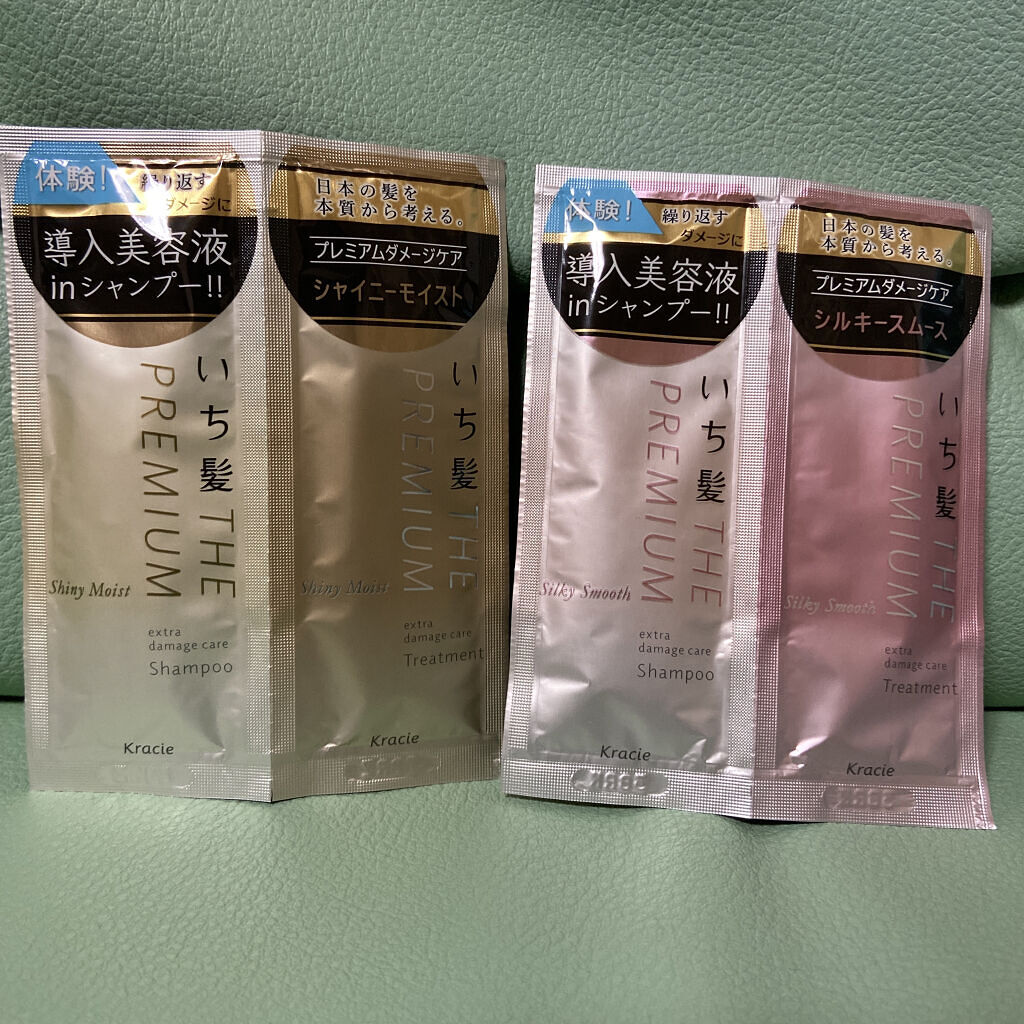 体験!
繰り返す
ダメージに
導入美容液
inシャンプー!!
いち髪 THE
PREMIUM
Shiny Moist
extra
damage care
Shampoo
Kracie
日本の髪を
本質から考える。
プレミアムダメージケア
シャイニーモイスト
いち髪 THE
PREMIUM
Shiny Moist
extra
damage care
Treatment
Kracie
体験!
繰り返す
ダメージに
導入美容液
inシャンプー!!
いち髪 THE
PREMIUM
Silky Smooth
extra
damage care
Shampoo
Kracie
日本の髪を
本質から考える。
プレミアムダメージケア
シルキースムース
いち髪 THE
PREMIUM
Silky Smooth
extra
damage care
Treatment
Kracie